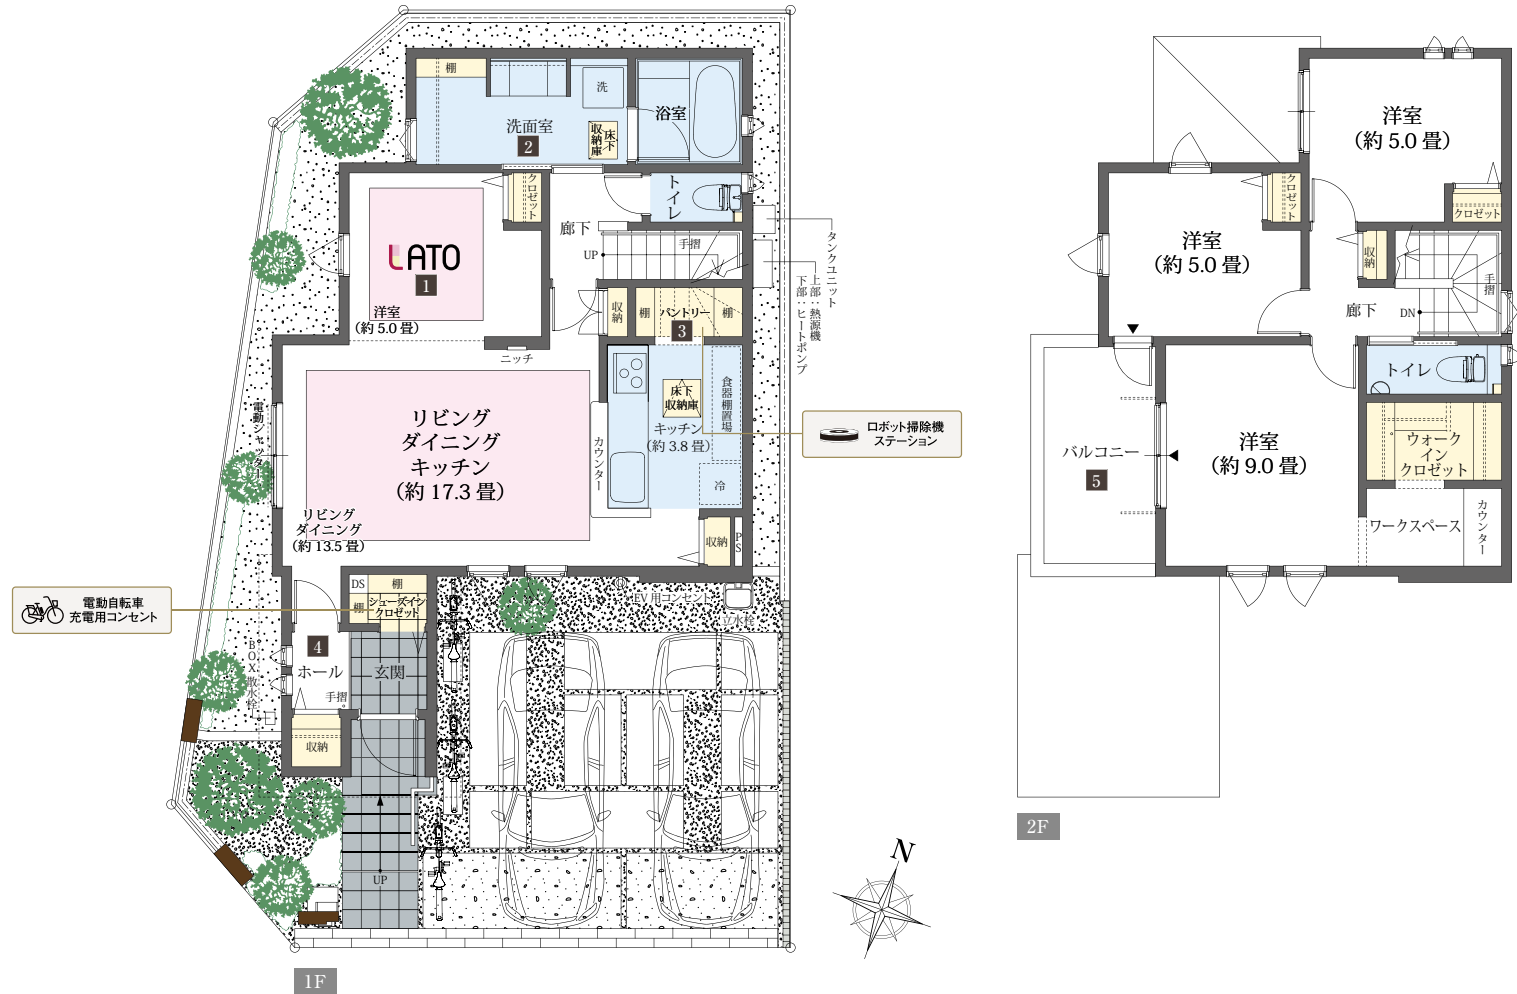 棚
洗
洗面室
2
床下
収納庫
浴室
クロゼット
トイレ
LATO
1
洋室
（約 5.0 畳）
廊下
手摺
UP
収納
棚
パントリー
棚
3
ニッチ
タンクユニット
上部：熱源機
下部：ヒートポンプ
電動シャッター
リビング
ダイニング
キッチン
（約 17.3 畳）
カウンター
床下
収納庫
食器棚置場
キッチン
（約 3.8 畳）
冷
ロボット掃除機
ステーション
リビング
ダイニング
（約 13.5 畳）
収納
PS
電動自転車
充電用コンセント
DS
棚
棚
シューズイン
クロゼット
EV用コンセント
立水栓
4
ホール
玄関
手摺
BOX散水栓
収納
UP
1F
N
洋室
（約 5.0 畳）
クロゼット
クロゼット
洋室
（約 5.0 畳）
収納
手摺
廊下
DN
トイレ
洋室
（約 9.0 畳）
バルコニー
5
ウォーク
イン
クロゼット
ワークスペース
カウンター
2F